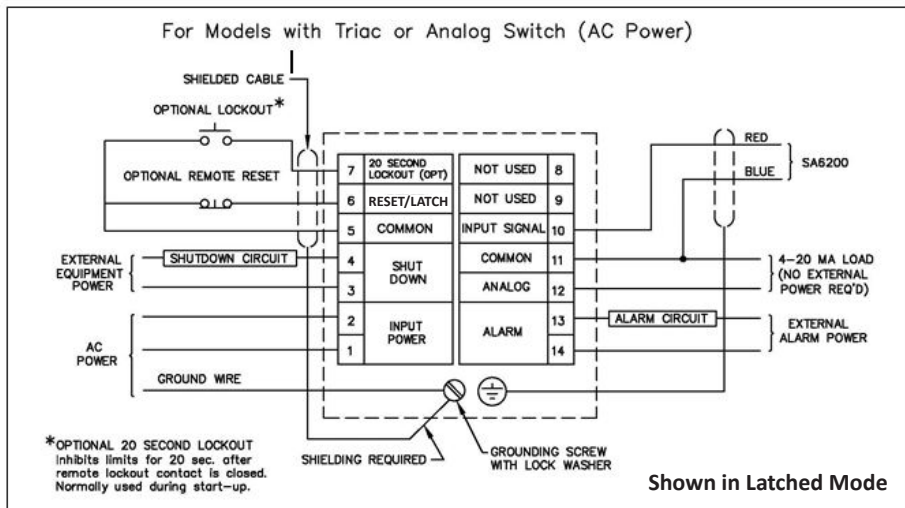 For Models with Triac or Analog Switch (AC Power)
SHIELDED CABLE
OPTIONAL LOCKOUT*
OPTIONAL REMOTE RESET
EXTERNAL
EQUIPMENT
POWER
SHUTDOWN CIRCUIT
AC
POWER
GROUND WIRE
7
20 SECOND
LOCKOUT (OPT)
6
RESET/LATCH
5
COMMON
4
SHUT
DOWN
3
2
INPUT
POWER
1
NOT USED
8
NOT USED
9
INPUT SIGNAL
10
COMMON
11
ANALOG
12
ALARM
13
14
RED
BLUE
SA6200
4-20 MA LOAD
(NO EXTERNAL
POWER REQ'D)
ALARM CIRCUIT
EXTERNAL
ALARM POWER
*OPTIONAL 20 SECOND LOCKOUT
Inhibits limits for 20 sec. after
remote lockout contact is closed.
Normally used during start-up.
SHIELDING REQUIRED
GROUNDING SCREW
WITH LOCK WASHER
Shown in Latched Mode